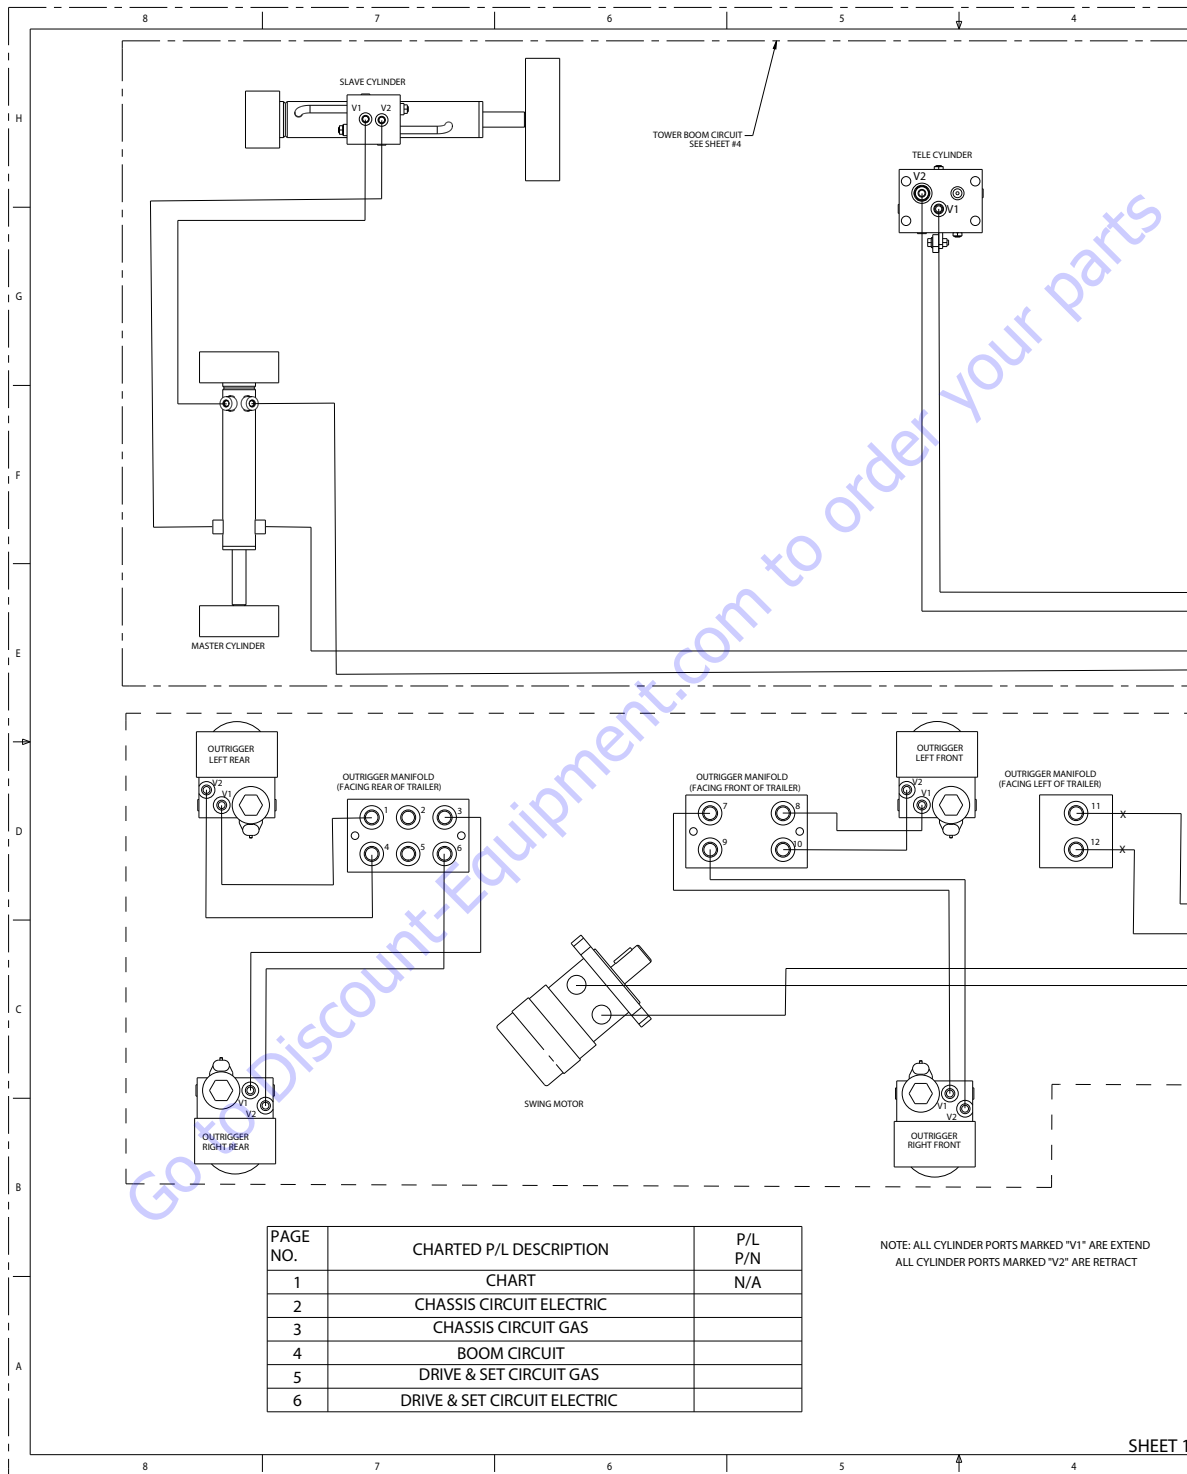 8 7 6 5 4
SLAVE CYLINDER
V1 V2
H
TOWER BOOM CIRCUIT
SEE SHEET #4
TELE CYLINDER
V2
V1
G
F
MASTER CYLINDER
E
OUTRIGGER
LEFT REAR
V2
V1
OUTRIGGER MANIFOLD
(FACING REAR OF TRAILER)
1 2 3
4 5 6
OUTRIGGER MANIFOLD
(FACING FRONT OF TRAILER)
7 8
9 10
OUTRIGGER
LEFT FRONT
V2
V1
OUTRIGGER MANIFOLD
(FACING LEFT OF TRAILER)
11 X
12 X
D
C
SWING MOTOR
V1
V2
OUTRIGGER
RIGHT REAR
V1
V2
OUTRIGGER
RIGHT FRONT
B
Go to Discount-Equipment.com to order your parts
PAGE NO. CHARTED P/L DESCRIPTION P/L P/N
1 CHART N/A
2 CHASSIS CIRCUIT ELECTRIC
3 CHASSIS CIRCUIT GAS
4 BOOM CIRCUIT
5 DRIVE & SET CIRCUIT GAS
6 DRIVE & SET CIRCUIT ELECTRIC
NOTE: ALL CYLINDER PORTS MARKED "V1" ARE EXTEND
ALL CYLINDER PORTS MARKED "V2" ARE RETRACT
A
SHEET 1
8 7 6 5 4